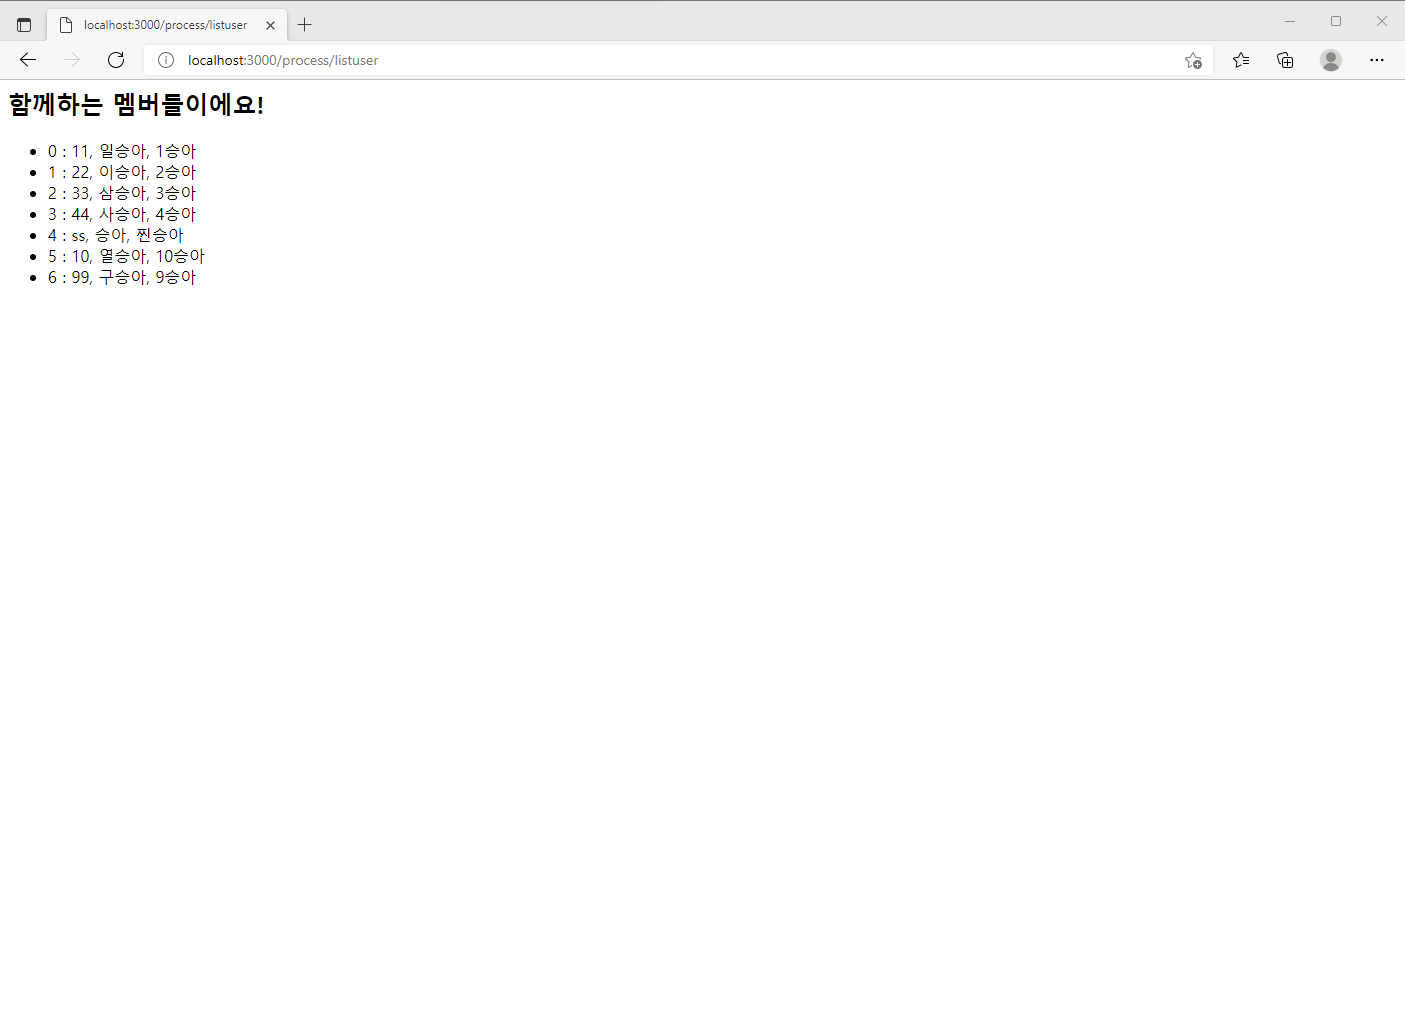 localhost:3000/process/listuser
localhost:3000/process/listuser
함께하는 멤버들이에요!
• 0 : 11, 일승아, 1승아
• 1 : 22, 이승아, 2승아
• 2 : 33, 삼승아, 3승아
• 3 : 44, 사승아, 4승아
• 4 : ss, 승아, 찐승아
• 5 : 10, 열승아, 10승아
• 6 : 99, 구승아, 9승아